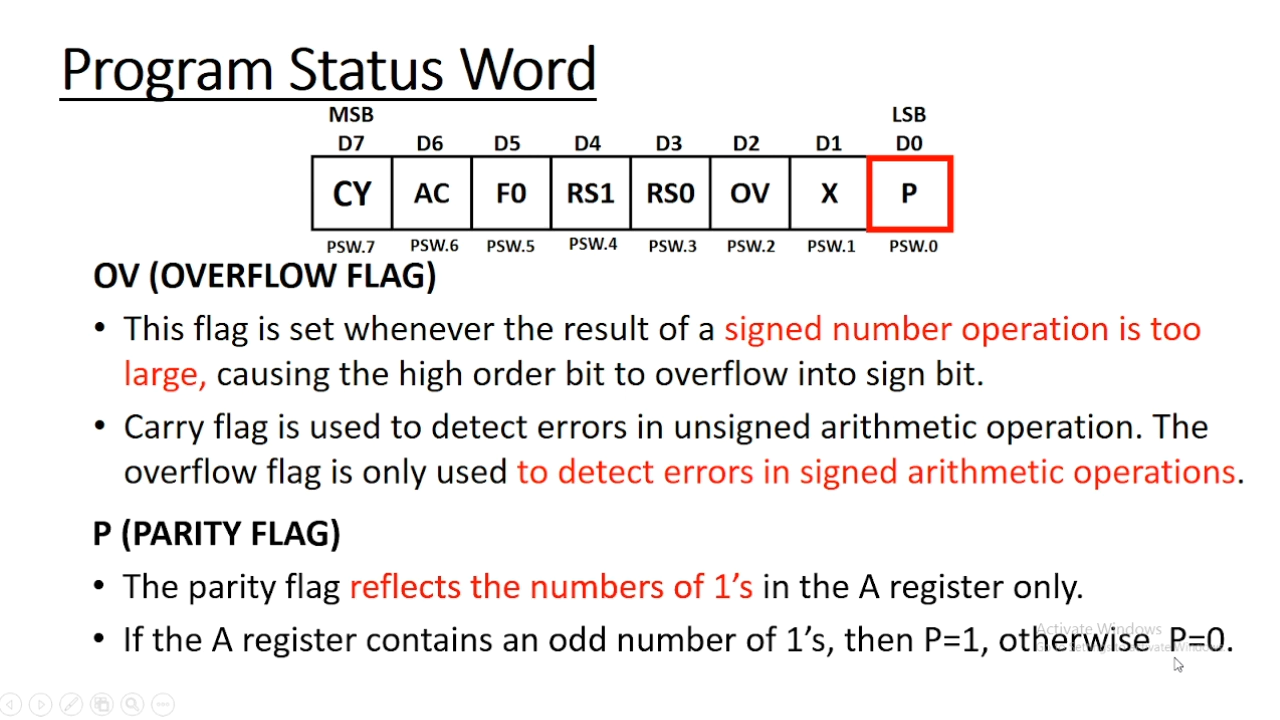 Program Status Word
MSB LSB
D7 D6 D5 D4 D3 D2 D1 D0
CY AC F0 RS1 RS0 OV X P
PSW.7 PSW.6 PSW.5 PSW.4 PSW.3 PSW.2 PSW.1 PSW.0
OV (OVERFLOW FLAG)
• This flag is set whenever the result of a signed number operation is too
large, causing the high order bit to overflow into sign bit.
• Carry flag is used to detect errors in unsigned arithmetic operation. The
overflow flag is only used to detect errors in signed arithmetic operations.
P (PARITY FLAG)
• The parity flag reflects the numbers of 1's in the A register only.
• If the A register contains an odd number of 1's, then P=1, otherwise P=0.
Activate Windows
Go to Settings to activate Windows.